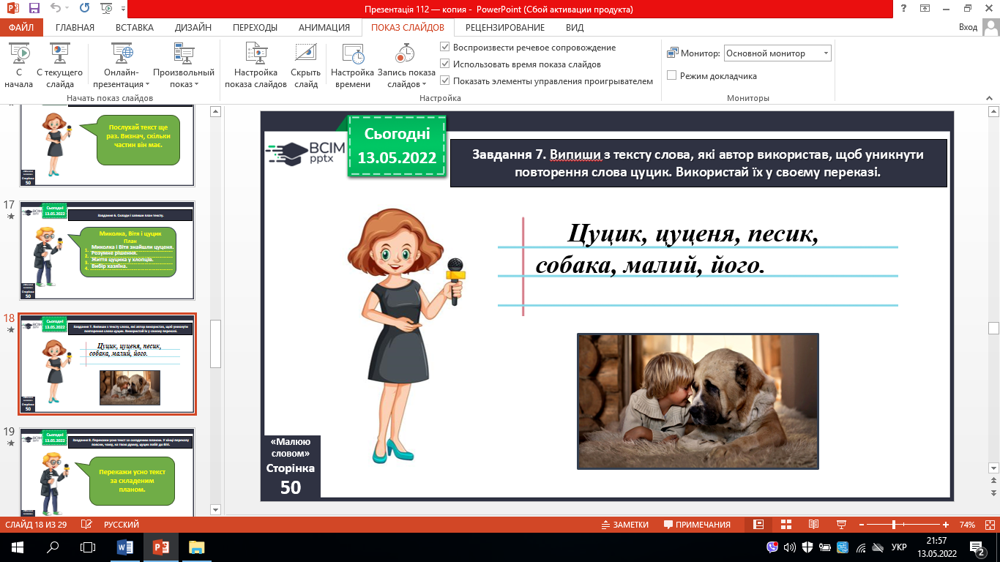 Презентація 112 — копия - PowerPoint (Сбой активации продукта)
ФАЙЛ ГЛАВНАЯ ВСТАВКА ДИЗАЙН ПЕРЕХОДЫ АНИМАЦИЯ ПОКАЗ СЛАЙДОВ РЕЦЕНЗИРОВАНИЕ ВИД Вход
С начала
С текущего слайда
Онлайн-презентация
Произвольный показ
Начать показ слайдов
Настройка показа слайдов
Скрыть слайд
Настройка времени
Запись показа слайдов
Воспроизвести речевое сопровождение
Использовать время показа слайдов
Показать элементы управления проигрывателем
Настройка
Монитор: Основной монитор
Режим докладчика
Мониторы
Послухай текст ще
раз. Визнач, скільки
частин він має.
Сторінка
50
17
Сьогодні
13.05.2022
Завдання 6. Склади і запиши план тексту.
Миколка, Вітя і цуцик
План
1. Миколка і Вітя знайшли цуценя.
2. Розумне рішення.
3. Життя цуцика у хлопців.
4. Вибір хазяїна.
Сторінка
50
18
Сьогодні
13.05.2022
Завдання 7. Випиши з тексту слова, які автор використав, щоб уникнути
повторення слова цуцик. Використай їх у своєму переказі.
Цуцик, цуценя, песик,
собака, малий, його.
Сторінка
50
19
Сьогодні
13.05.2022
Завдання 8. Перекажи усно текст за складеним планом. У кінці переказу
поясни, чому, на твою думку, цуцик побіг до Віті.
Перекажи усно текст
за складеним
планом.
ВСІМ
pptx
Сьогодні
13.05.2022
Завдання 7. Випиши з тексту слова, які автор використав, щоб уникнути
повторення слова цуцик. Використай їх у своєму переказі.
Цуцик, цуценя, песик,
собака, малий, його.
«Малюю
словом»
Сторінка
50
СЛАЙД 18 ИЗ 29 РУССКИЙ ЗАМЕТКИ ПРИМЕЧАНИЯ 74%
УКР
21:57
13.05.2022
2